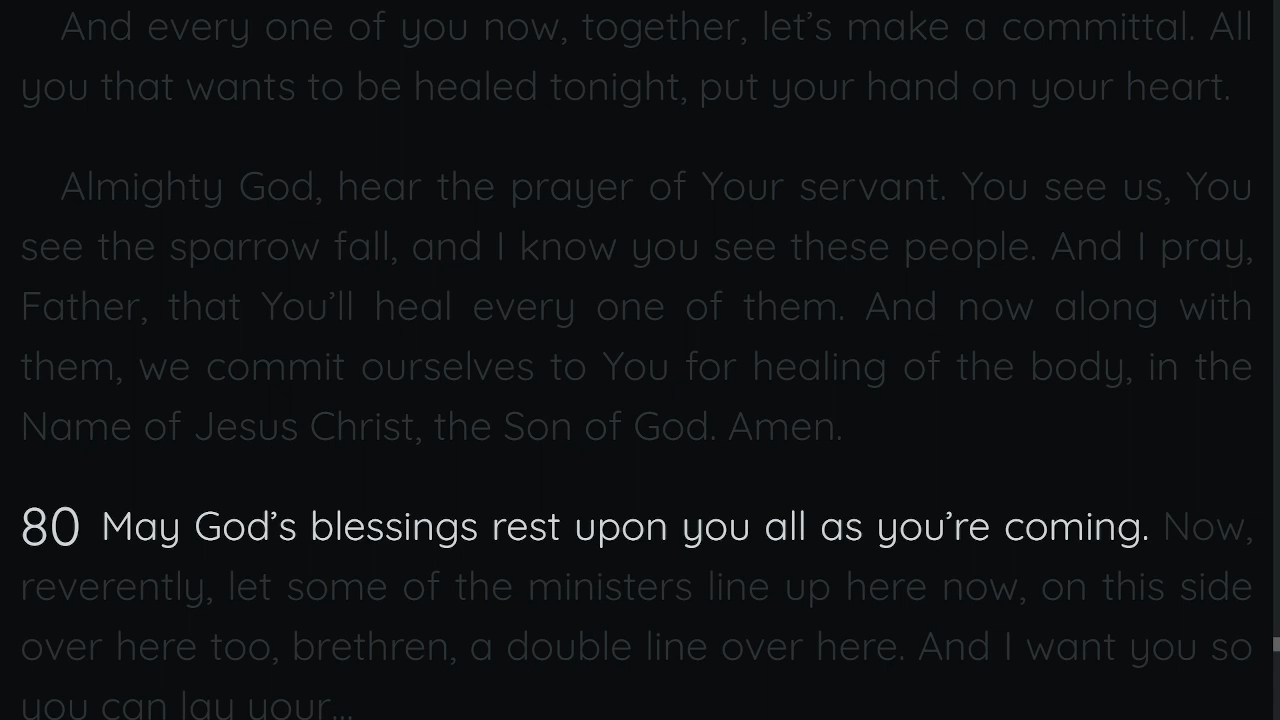 And every one of you now, together, let’s make a committal. All
you that wants to be healed tonight, put your hand on your heart.
Almighty God, hear the prayer of Your servant. You see us, You
see the sparrow fall, and I know you see these people. And I pray,
Father, that You’ll heal every one of them. And now along with
them, we commit ourselves to You for healing of the body, in the
Name of Jesus Christ, the Son of God. Amen.
80 May God’s blessings rest upon you all as you’re coming. Now,
reverently, let some of the ministers line up here now, on this side
over here too, brethren, a double line over here. And I want you so
you can lay your...